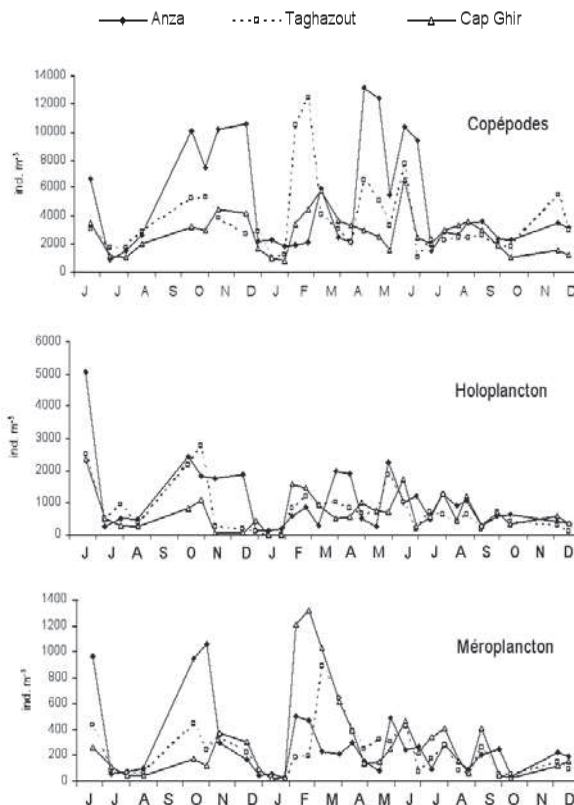 Anza Taghazout Cap Ghir
Copépodes
14000
12000
10000
8000
6000
4000
2000
0
ind. m-3
J J A S O N D J F M A M J J A S O N D
Holoplancton
6000
5000
4000
3000
2000
1000
0
ind. m-3
J J A S O N D J F M A M J J A S O N D
Méroplancton
1400
1200
1000
800
600
400
200
0
ind. m-3
J J A S O N D J F M A M J J A S O N D